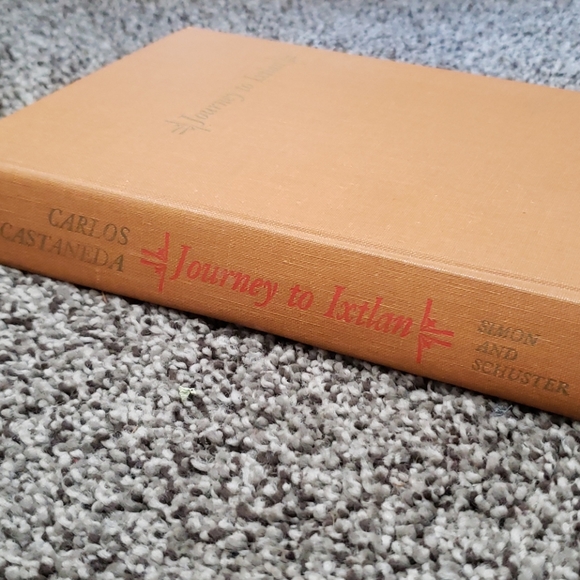 Journey to Ixtlan
CARLOS
CASTANEDA
Journey to Ixtlan
SIMON
AND
SCHUSTER